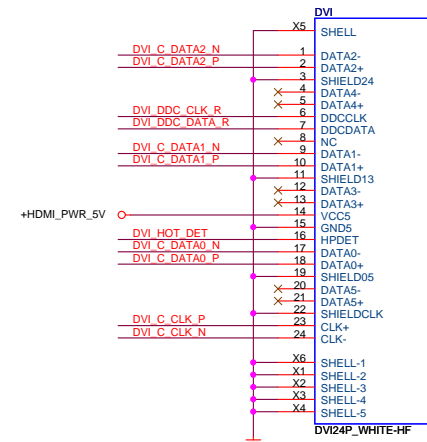 DVI
X5 SHELL
DVI_C_DATA2_N 1 DATA2-
DVI_C_DATA2_P 2 DATA2+
3 SHIELD24
4 DATA4-
5 DATA4+
DVI_DDC_CLK_R 6 DDCCLK
DVI_DDC_DATA_R 7 DDCDATA
8 NC
DVI_C_DATA1_N 9 DATA1-
DVI_C_DATA1_P 10 DATA1+
11 SHIELD13
12 DATA3-
13 DATA3+
+HDMI_PWR_5V 14 VCC5
15 GND5
DVI_HOT_DET 16 HPDET
DVI_C_DATA0_N 17 DATA0-
DVI_C_DATA0_P 18 DATA0+
19 SHIELD05
20 DATA5-
21 DATA5+
22 SHIELDCLK
DVI_C_CLK_P 23 CLK+
DVI_C_CLK_N 24 CLK-
X6 SHELL-1
X1 SHELL-2
X2 SHELL-3
X3 SHELL-4
X4 SHELL-5
DVI24P_WHITE-HF